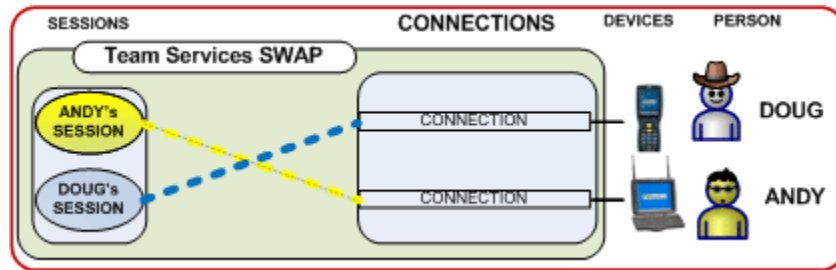 SESSIONS
CONNECTIONS
DEVICES
PERSON
Team Services SWAP
ANDY's
SESSION
CONNECTION
DOUG
DOUG's
SESSION
CONNECTION
ANDY